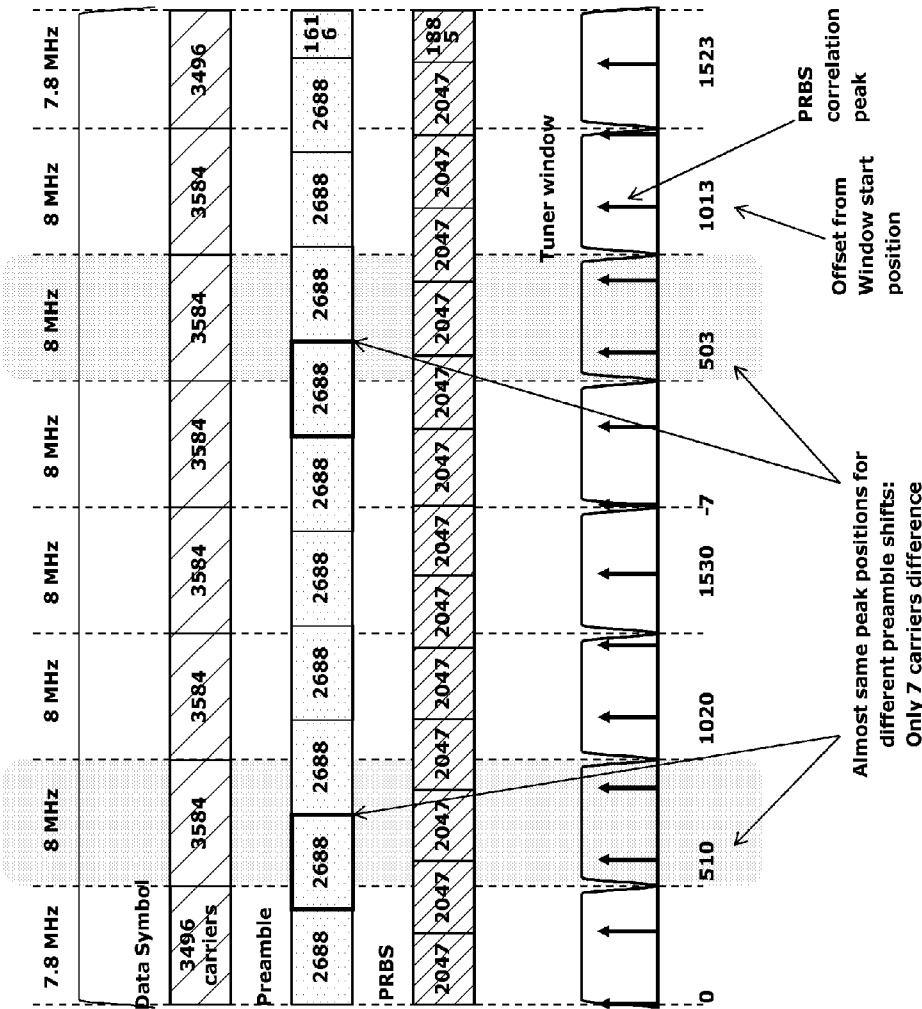 7.8 MHz 8 MHz 8 MHz 8 MHz 8 MHz 8 MHz 8 MHz 7.8 MHz
Data Symbol
3496
carriers
3584 3584 3584 3584 3584 3584 3496
Preamble
2688 2688 2688 2688 2688 2688 2688 2688 2688 2688 161
6
PRBS
2047 2047 2047 2047 2047 2047 2047 2047 2047 2047 2047 2047 2047 188
5
Tuner window
0 510 1020 1530 -7 503 1013 1523
PRBS
correlation
peak
Offset from
Window start
position
Almost same peak positions for
different preamble shifts:
Only 7 carriers difference